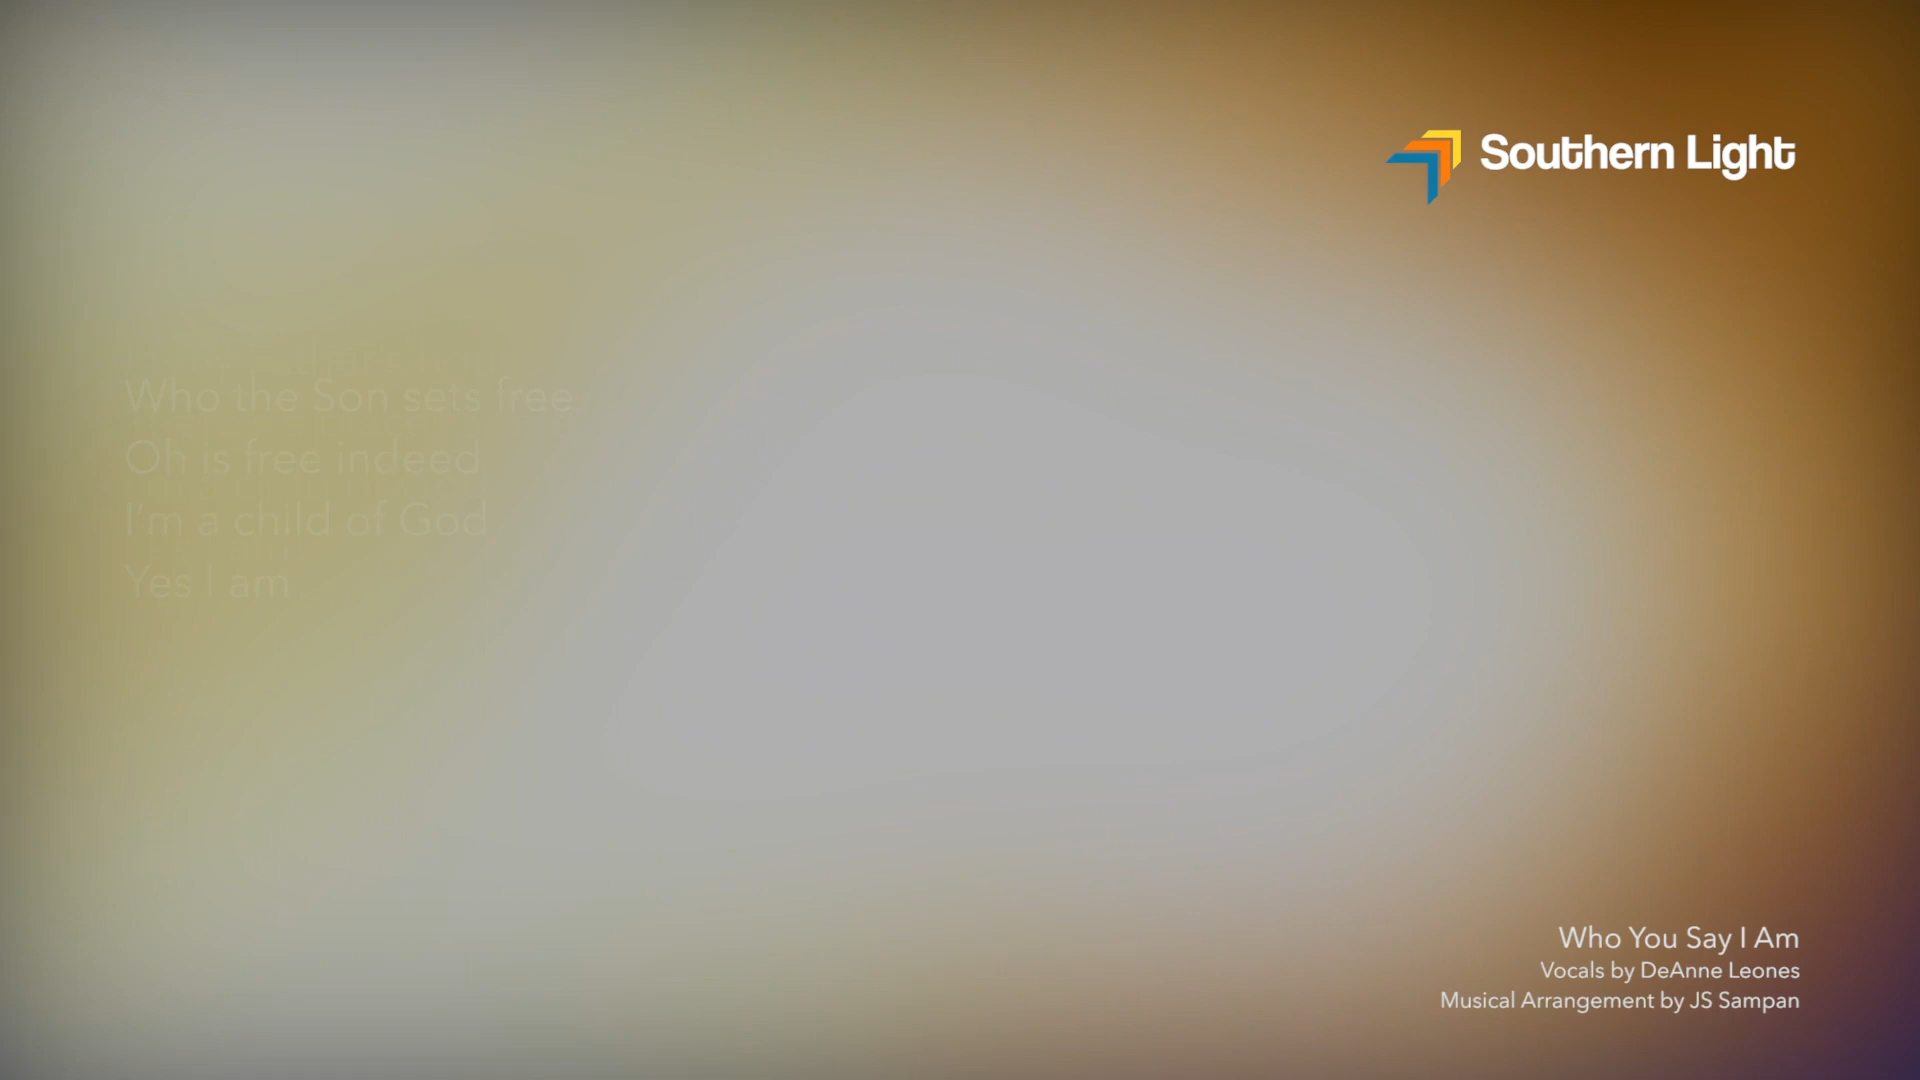 Southern Light
Who the Son sets free
Oh is free indeed
I'm a child of God
Yes I am
Who You Say I Am
Vocals by DeAnne Leones
Musical Arrangement by JS Sampan